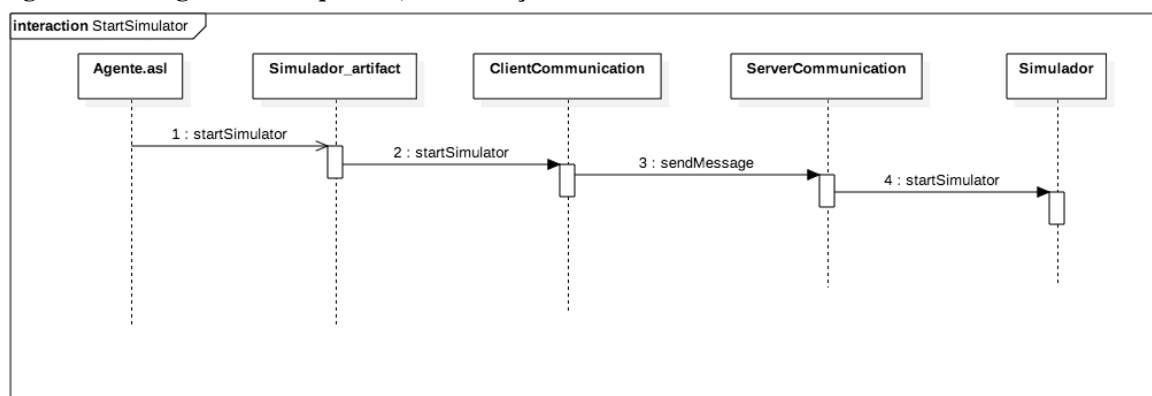 interaction StartSimulator
Agente.asl
Simulador_artifact
ClientCommunication
ServerCommunication
Simulador
1 : startSimulator
2 : startSimulator
3 : sendMessage
4 : startSimulator